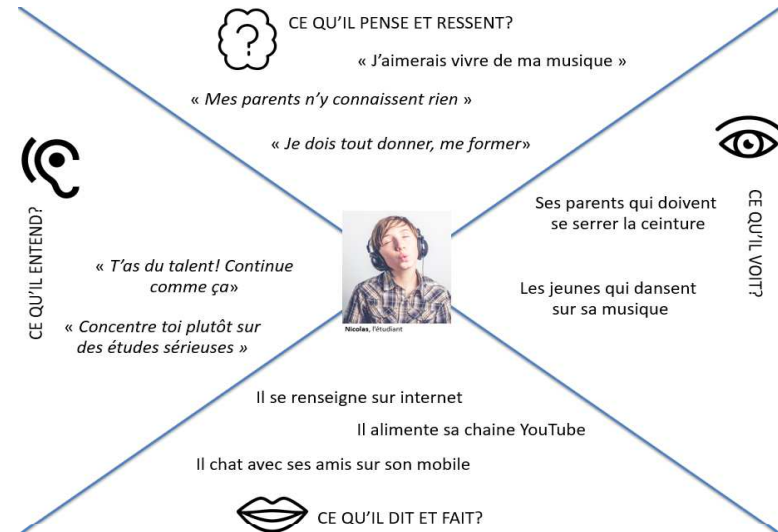 CE QU'IL PENSE ET RESSENT?
« J'aimerais vivre de ma musique »
« Mes parents n'y connaissent rien »
« Je dois tout donner, me former»
CE QU'IL ENTEND?
« T'as du talent! Continue
comme ça»
« Concentre toi plutôt sur
des études sérieuses »
Nicolas, l'étudiant
Ses parents qui doivent
se serrer la ceinture
Les jeunes qui dansent
sur sa musique
CE QU'IL VOIT?
Il se renseigne sur internet
Il alimente sa chaine YouTube
Il chat avec ses amis sur son mobile
CE QU'IL DIT ET FAIT?